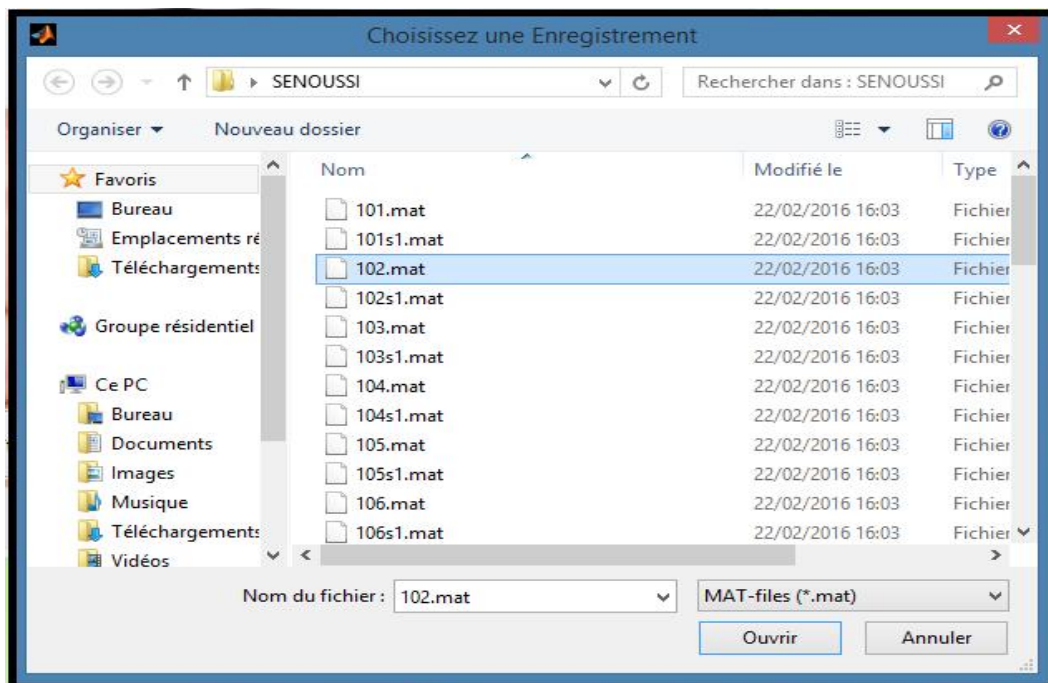 Choisissez une Enregistrement
SENOUSSI
Rechercher dans : SENOUSSI
Organiser
Nouveau dossier
Nom
Modifié le
Type
Favoris
Bureau
Emplacements ré
Téléchargements
Groupe résidentiel
Ce PC
Bureau
Documents
Images
Musique
Téléchargements
Vidéos
101.mat 22/02/2016 16:03 Fichier
101s1.mat 22/02/2016 16:03 Fichier
102.mat 22/02/2016 16:03 Fichier
102s1.mat 22/02/2016 16:03 Fichier
103.mat 22/02/2016 16:03 Fichier
103s1.mat 22/02/2016 16:03 Fichier
104.mat 22/02/2016 16:03 Fichier
104s1.mat 22/02/2016 16:03 Fichier
105.mat 22/02/2016 16:03 Fichier
105s1.mat 22/02/2016 16:03 Fichier
106.mat 22/02/2016 16:03 Fichier
106s1.mat 22/02/2016 16:03 Fichier
Nom du fichier : 102.mat
MAT-files (*.mat)
Ouvrir
Annuler